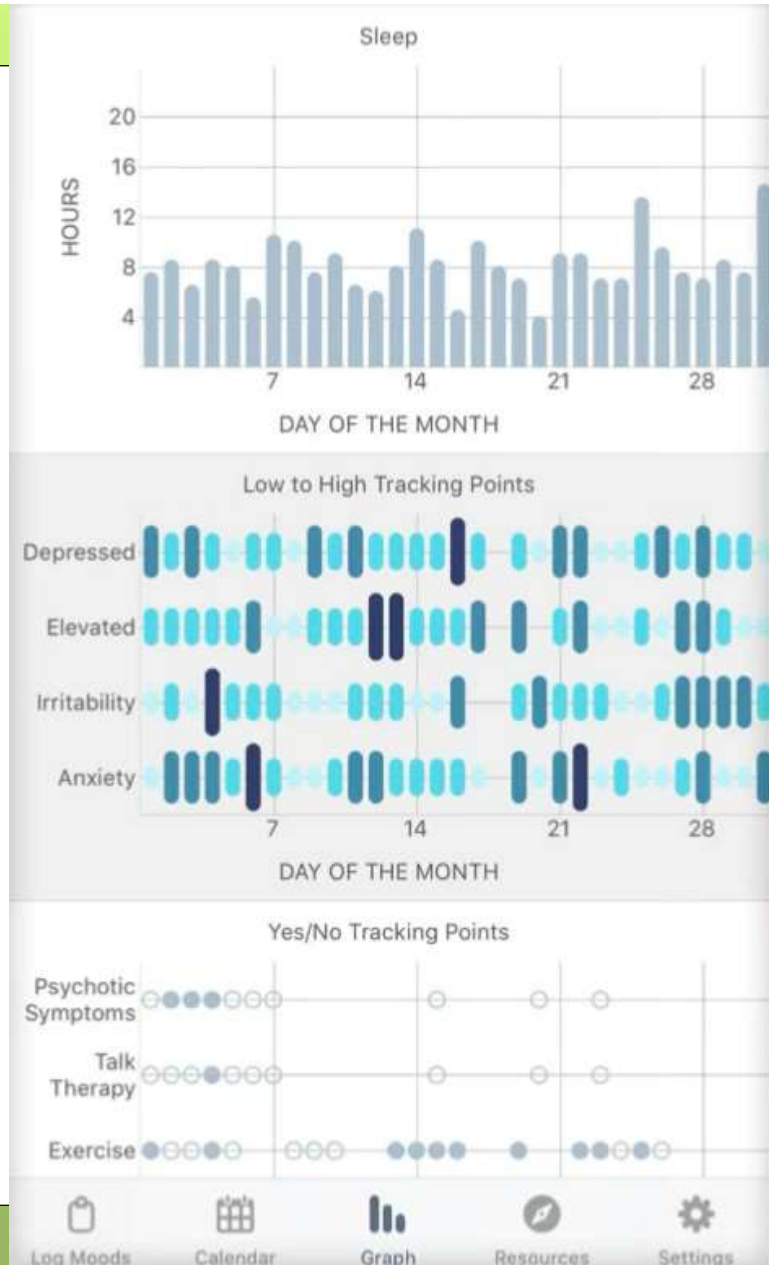 Sleep
20
16
12
8
4
HOURS
7 14 21 28
DAY OF THE MONTH
Low to High Tracking Points
Depressed
Elevated
Irritability
Anxiety
7 14 21 28
DAY OF THE MONTH
Yes/No Tracking Points
Psychotic
Symptoms
Talk
Therapy
Exercise
Log Moods Calendar Graph Resources Settings